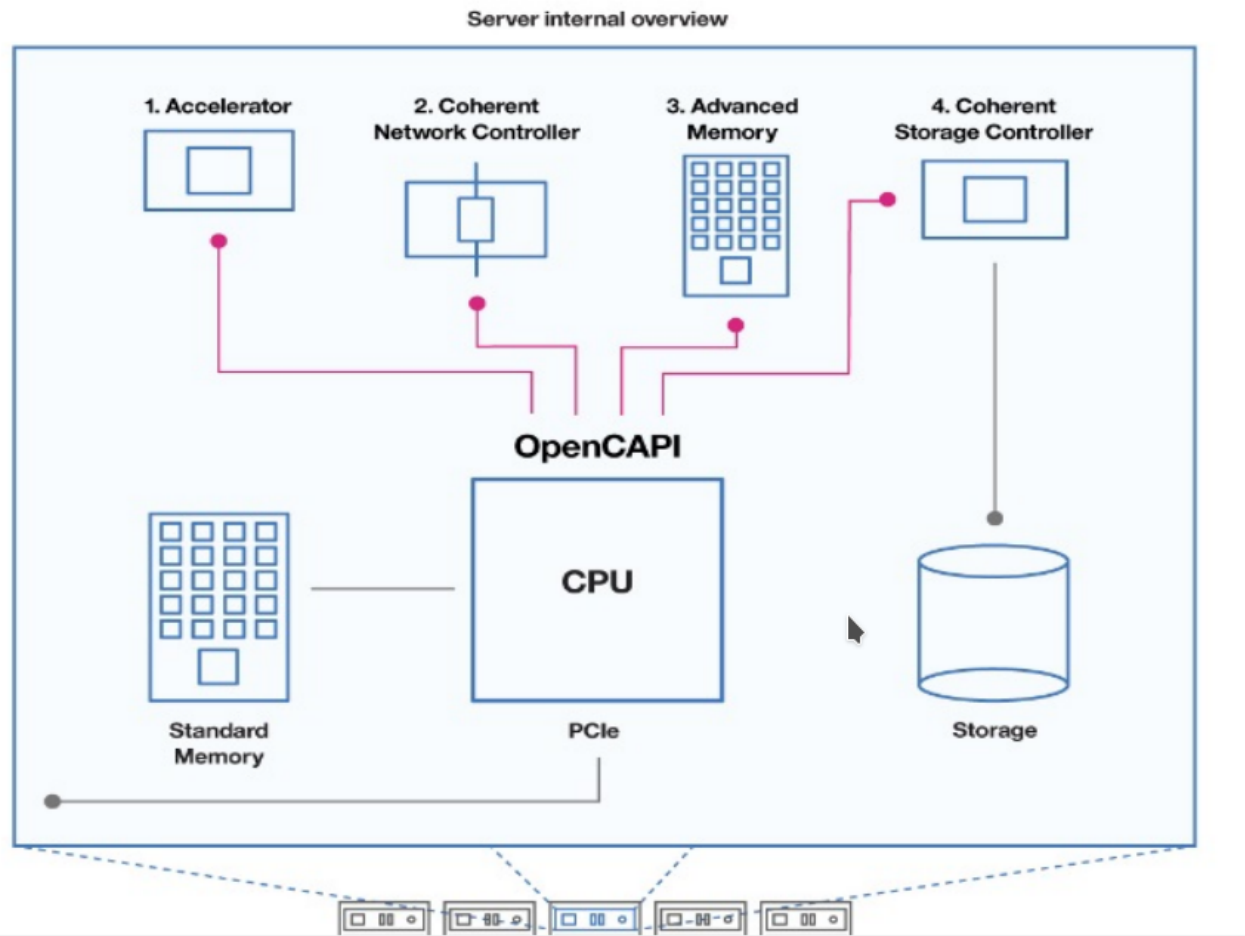 Server internal overview
1. Accelerator
2. Coherent
Network Controller
3. Advanced
Memory
4. Coherent
Storage Controller
OpenCAPI
CPU
Standard
Memory
PCIe
Storage